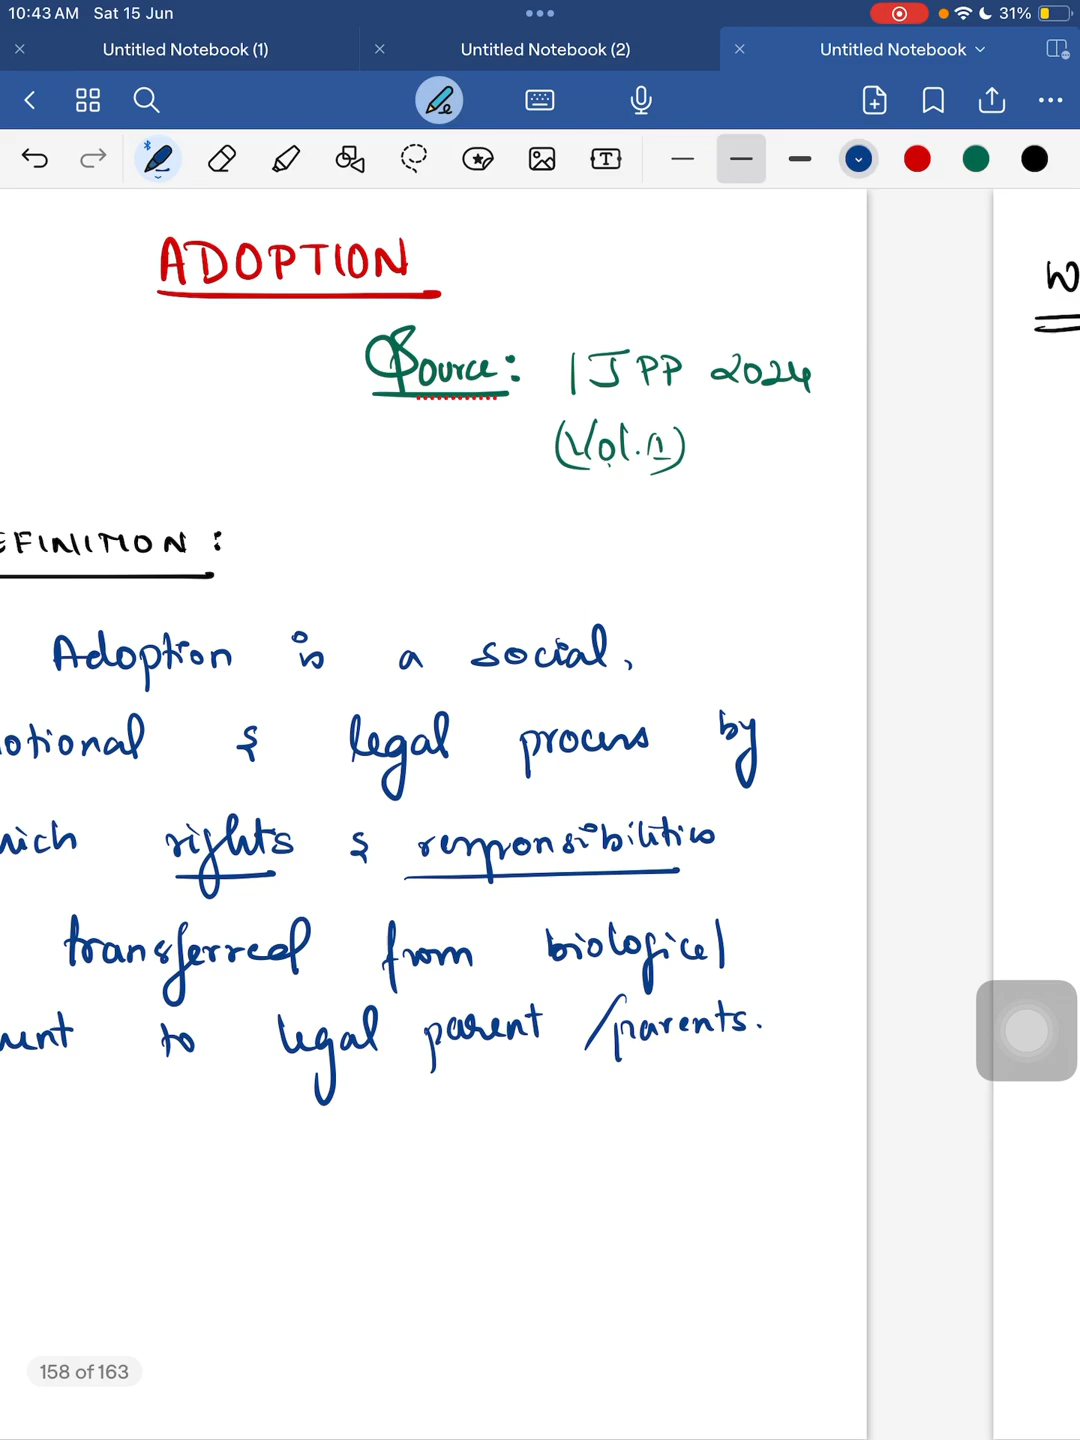 10:43 AM Sat 15 Jun 31%
Untitled Notebook (1) Untitled Notebook (2) Untitled Notebook
T
ADOPTION
W
Source: IJPP 2024
(Vol.1)
EFINITION:
Adoption is a social,
otional & legal process by
hich rights & responsibilities
transferred from biological
to legal parent /parents.
158 of 163